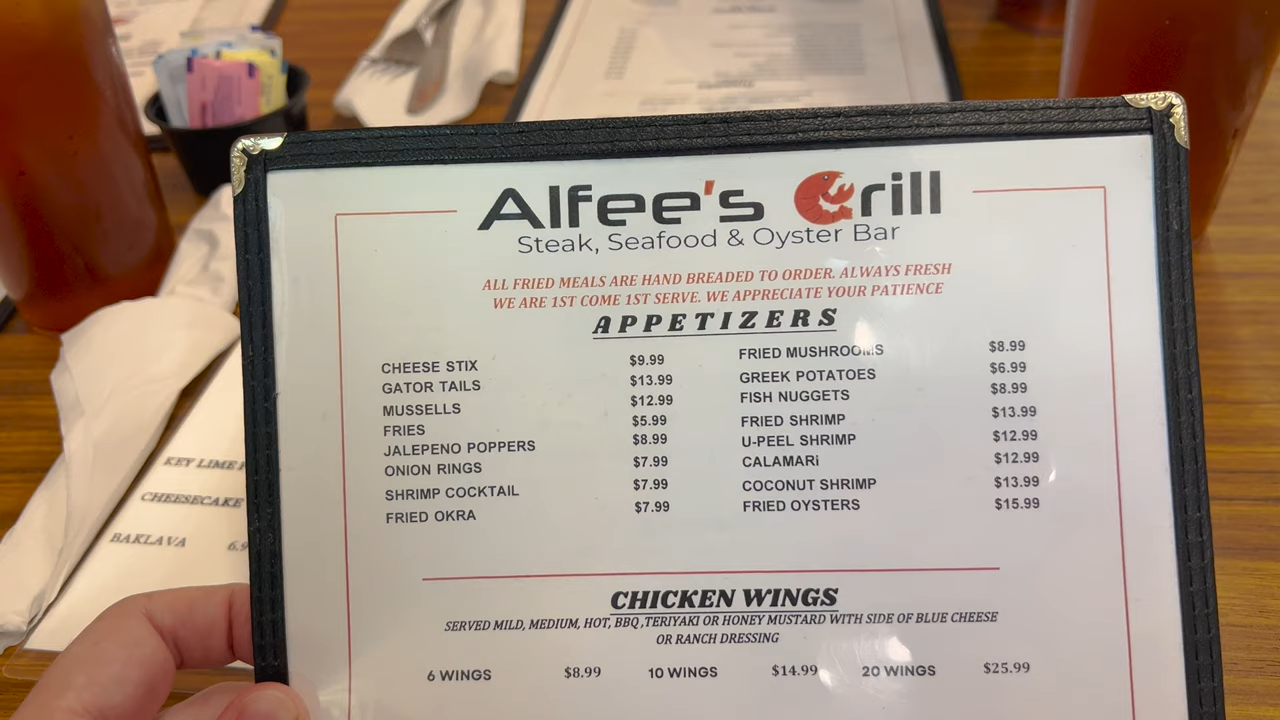 Alfee's Grill
Steak, Seafood & Oyster Bar
ALL FRIED MEALS ARE HAND BREADED TO ORDER. ALWAYS FRESH
WE ARE 1ST COME 1ST SERVE. WE APPRECIATE YOUR PATIENCE
APPETIZERS
CHEESE STIX $9.99
GATOR TAILS $13.99
MUSSELLS $12.99
FRIES $5.99
JALEPENO POPPERS $8.99
ONION RINGS $7.99
SHRIMP COCKTAIL $7.99
FRIED OKRA $7.99
FRIED MUSHROOMS $8.99
GREEK POTATOES $6.99
FISH NUGGETS $8.99
FRIED SHRIMP $13.99
U-PEEL SHRIMP $12.99
CALAMARi $12.99
COCONUT SHRIMP $13.99
FRIED OYSTERS $15.99
CHICKEN WINGS
SERVED MILD, MEDIUM, HOT, BBQ ,TERIYAKI OR HONEY MUSTARD WITH SIDE OF BLUE CHEESE
OR RANCH DRESSING
6 WINGS $8.99 10 WINGS $14.99 20 WINGS $25.99
KEY LIME
CHEESECAKE
BAKLAVA 6.9